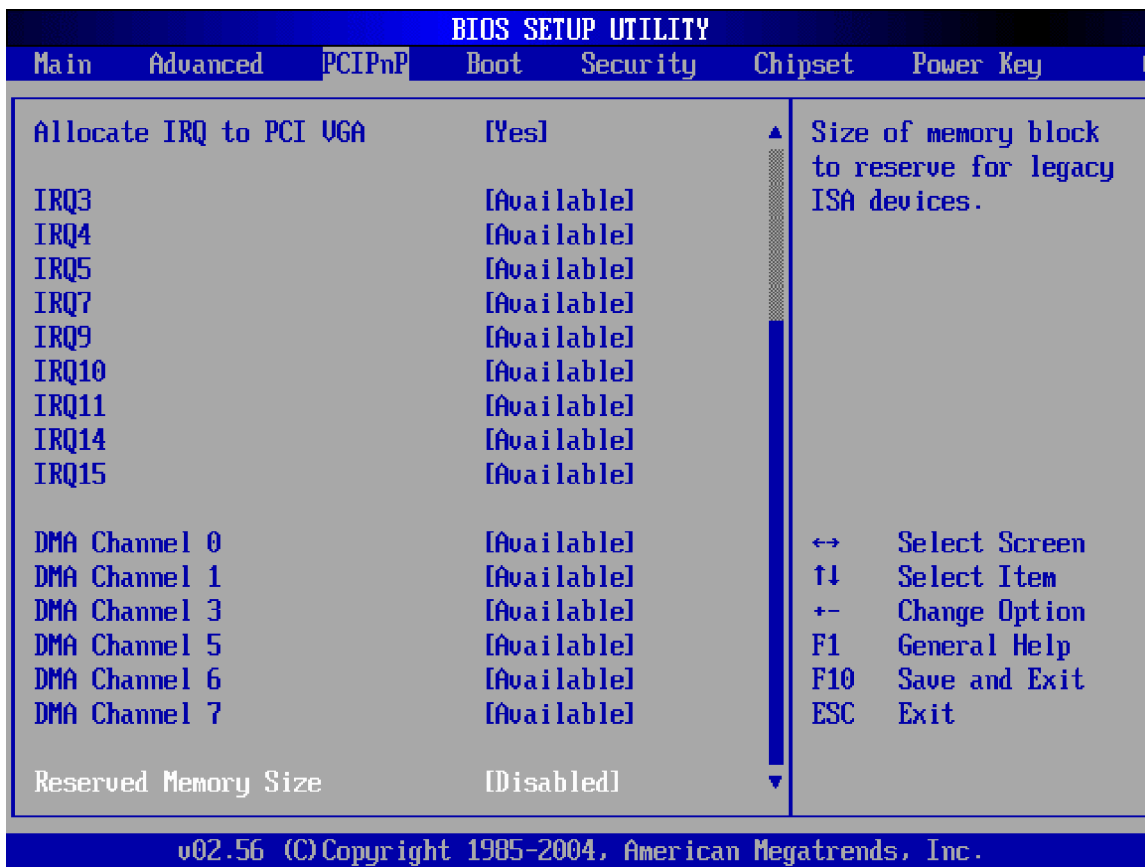 BIOS SETUP UTILITY
Main Advanced PCIPnP Boot Security Chipset Power Key
Allocate IRQ to PCI VGA [Yes]
IRQ3 [Available]
IRQ4 [Available]
IRQ5 [Available]
IRQ7 [Available]
IRQ9 [Available]
IRQ10 [Available]
IRQ11 [Available]
IRQ14 [Available]
IRQ15 [Available]
DMA Channel 0 [Available]
DMA Channel 1 [Available]
DMA Channel 3 [Available]
DMA Channel 5 [Available]
DMA Channel 6 [Available]
DMA Channel 7 [Available]
Reserved Memory Size [Disabled]
Size of memory block
to reserve for legacy
ISA devices.
←→ Select Screen
↑↓ Select Item
+- Change Option
F1 General Help
F10 Save and Exit
ESC Exit
v02.56 (C)Copyright 1985-2004, American Megatrends, Inc.